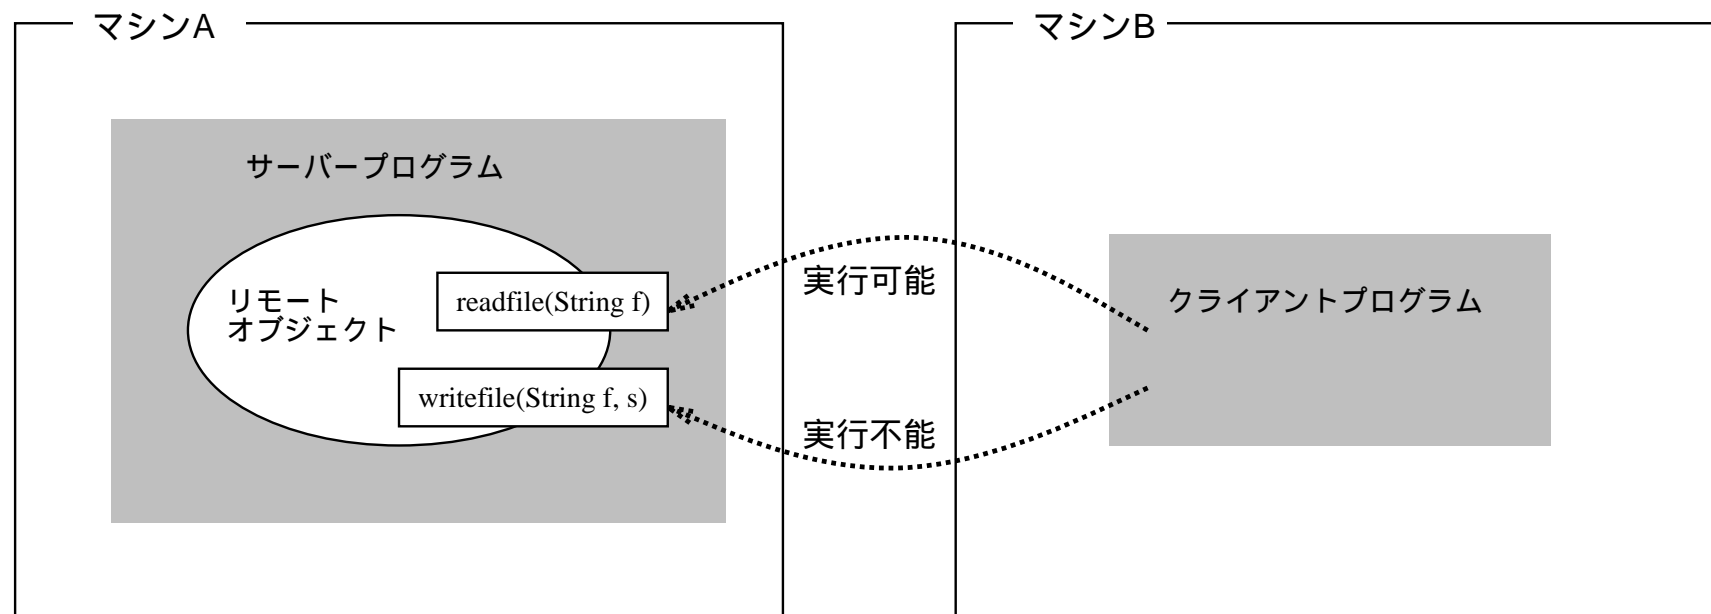 マシンA
サーバープログラム
リモート
オブジェクト
readfile(String f)
writefile(String f, s)
実行可能
実行不能
マシンB
クライアントプログラム